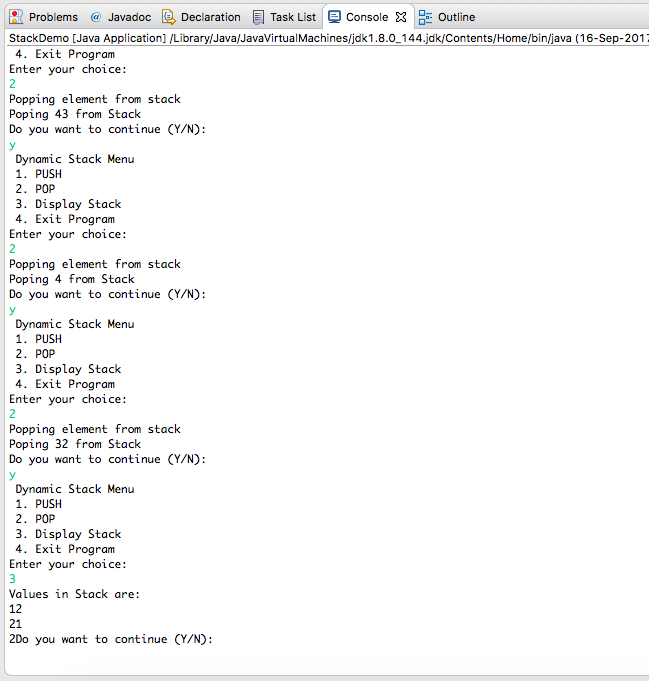 Problems @ Javadoc Declaration Task List Console Outline
StackDemo [Java Application] /Library/Java/JavaVirtualMachines/jdk1.8.0_144.jdk/Contents/Home/bin/java (16-Sep-2017
4. Exit Program
Enter your choice:
2
Popping element from stack
Poping 43 from Stack
Do you want to continue (Y/N):
y
Dynamic Stack Menu
1. PUSH
2. POP
3. Display Stack
4. Exit Program
Enter your choice:
2
Popping element from stack
Poping 4 from Stack
Do you want to continue (Y/N):
y
Dynamic Stack Menu
1. PUSH
2. POP
3. Display Stack
4. Exit Program
Enter your choice:
2
Popping element from stack
Poping 32 from Stack
Do you want to continue (Y/N):
y
Dynamic Stack Menu
1. PUSH
2. POP
3. Display Stack
4. Exit Program
Enter your choice:
3
Values in Stack are:
12
21
2Do you want to continue (Y/N):